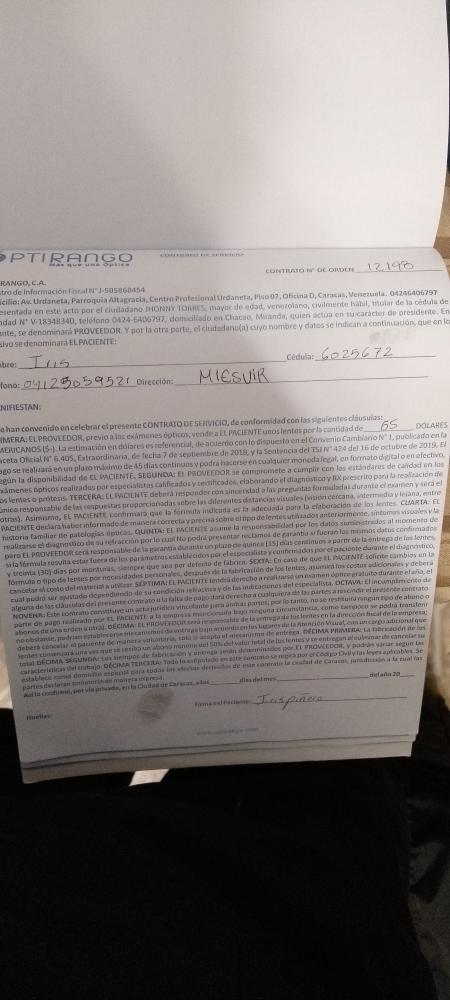 PTIRANGO
Más que una Óptica
CONTRATO DE SERVICIO
CONTRATO N° DE ORDEN 12.198
RANGO, C.A.
stro de Información Fiscal N° J-505868454
icilio: Av. Urdaneta, Parroquia Altagracia, Centro Profesional Urdaneta, Piso 07, Oficina D, Caracas, Venezuela. 04246406797
esentada en este acto por el ciudadano JHONNY TORRES, mayor de edad, venezolano, civilmente hábil, titular de la cédula de
idad N° V-18348340, teléfono 0424-6406797, domiciliado en Chacao, Miranda, quien actúa en su carácter de presidente. En
ante, se denominará PROVEEDOR. Y por la otra parte, el ciudadano(a) cuyo nombre y datos se indican a continuación, que en lo
sivo se denominará EL PACIENTE:
bre: Iris Cédula: 6025672
fono: 04125059521 Dirección: MIESVIR
NIFIESTAN:
e han convenido en celebrar el presente CONTRATO DE SERVICIO, de conformidad con las siguientes cláusulas:
IMERA: EL PROVEEDOR, previo a los exámenes ópticos, vende a EL PACIENTE unos lentes por la cantidad de 65 DOLARES
MERICANOS ($-). La estimación en dólares es referencial, de acuerdo con lo dispuesto en el Convenio Cambiario N° 1, publicado en la
aceta Oficial N° 6.405, Extraordinaria, de fecha 7 de septiembre de 2018, y la Sentencia del TSJ N° 424 del 16 de octubre de 2019. El
ago se realizará en un plazo máximo de 45 días continuos y podrá hacerse en cualquier moneda legal, en formato digital o en efectivo,
egún la disponibilidad de EL PACIENTE. SEGUNDA: EL PROVEEDOR se compromete a cumplir con los estándares de calidad en los
xámenes ópticos realizados por especialistas calificados y certificados, elaborando el diagnóstico y RX prescrito para la realización de
os lentes o prótesis. TERCERA: EL PACIENTE deberá responder con sinceridad a las preguntas formuladas durante el examen y será el
único responsable de las respuestas proporcionadas sobre las diferentes distancias visuales (visión cercana, intermedia y lejana, entre
otras). Asimismo, EL PACIENTE confirmará que la fórmula indicada es la adecuada para la elaboración de los lentes. CUARTA: EL
PACIENTE declara haber informado de manera correcta y precisa sobre el tipo de lentes utilizados anteriormente, síntomas visuales y la
historia familiar de patologías ópticas. QUINTA: EL PACIENTE asume la responsabilidad por los datos suministrados al momento de
realizarse el diagnóstico de su refracción por lo cual No podrá presentar reclamos de garantía si fueran los mismos datos confirmados
pero EL PROVEEDOR será responsable de la garantía durante un plazo de quince (15) días continuos a partir de la entrega de los lentes,
si la fórmula resulta estar fuera de los parámetros establecidos por el especialista y confirmados por el paciente durante el diagnóstico,
y treinta (30) días por monturas, siempre que sea por defecto de fábrica. SEXTA: En caso de que EL PACIENTE solicite cambios en la
fórmula o tipo de lentes por necesidades personales, después de la fabricación de los lentes, asumirá los costos adicionales y deberá
cancelar el costo del material a utilizar. SEPTIMA: EL PACIENTE tendrá derecho a realizarse un examen óptico gratuito durante el año, el
cual podrá ser ajustado dependiendo de su condición refractiva y de las indicaciones del especialista. OCTAVA: El incumplimiento de
alguna de las cláusulas del presente contrato o la falta de pago dará derecho a cualquiera de las partes a rescindir el presente contrato
NOVENA: Este contrato constituye un acto jurídico vinculante para ambas partes, por lo tanto, no se restituirá ningún tipo de abono o
parte de pago realizado por EL PACIENTE a la empresa mencionada bajo ninguna circunstancia, como tampoco se podrá transferir
abonos de una orden a otra). DÉCIMA: EL PROVEEDOR será responsable de la entrega de los lentes en la dirección fiscal de la empresa;
no obstante, podrían establecerse mecanismos de entrega bajo acuerdo en los lugares de la Atención Visual, con un cargo adicional que
deberá cancelar el paciente de manera voluntaria, solo si acepta el mecanismo de entrega. DÉCIMA PRIMERA: La fabricación de los
lentes comenzará una vez que se reciba un abono mínimo del 50% del valor total de los lentes y se entregan al culminar de cancelar su
total DÉCIMA SEGUNDA: Los tiempos de fabricación y entrega serán determinados por EL PROVEEDOR, y podrán variar según las
características del trabajo. DÉCIMA TERCERA: Todo lo estipulado en este contrato se regirá por el Código Civil y las leyes aplicables. Se
establece como domicilio especial para todos los efectos derivados de este contrato la ciudad de Caracas, jurisdicción a la cual las
partes declaran someterse de manera expresa.
Así lo confirmo, por vía privada, en la Ciudad de Caracas, a los días del mes del año 20
Firma del Paciente: Iris piñero
Huellas: